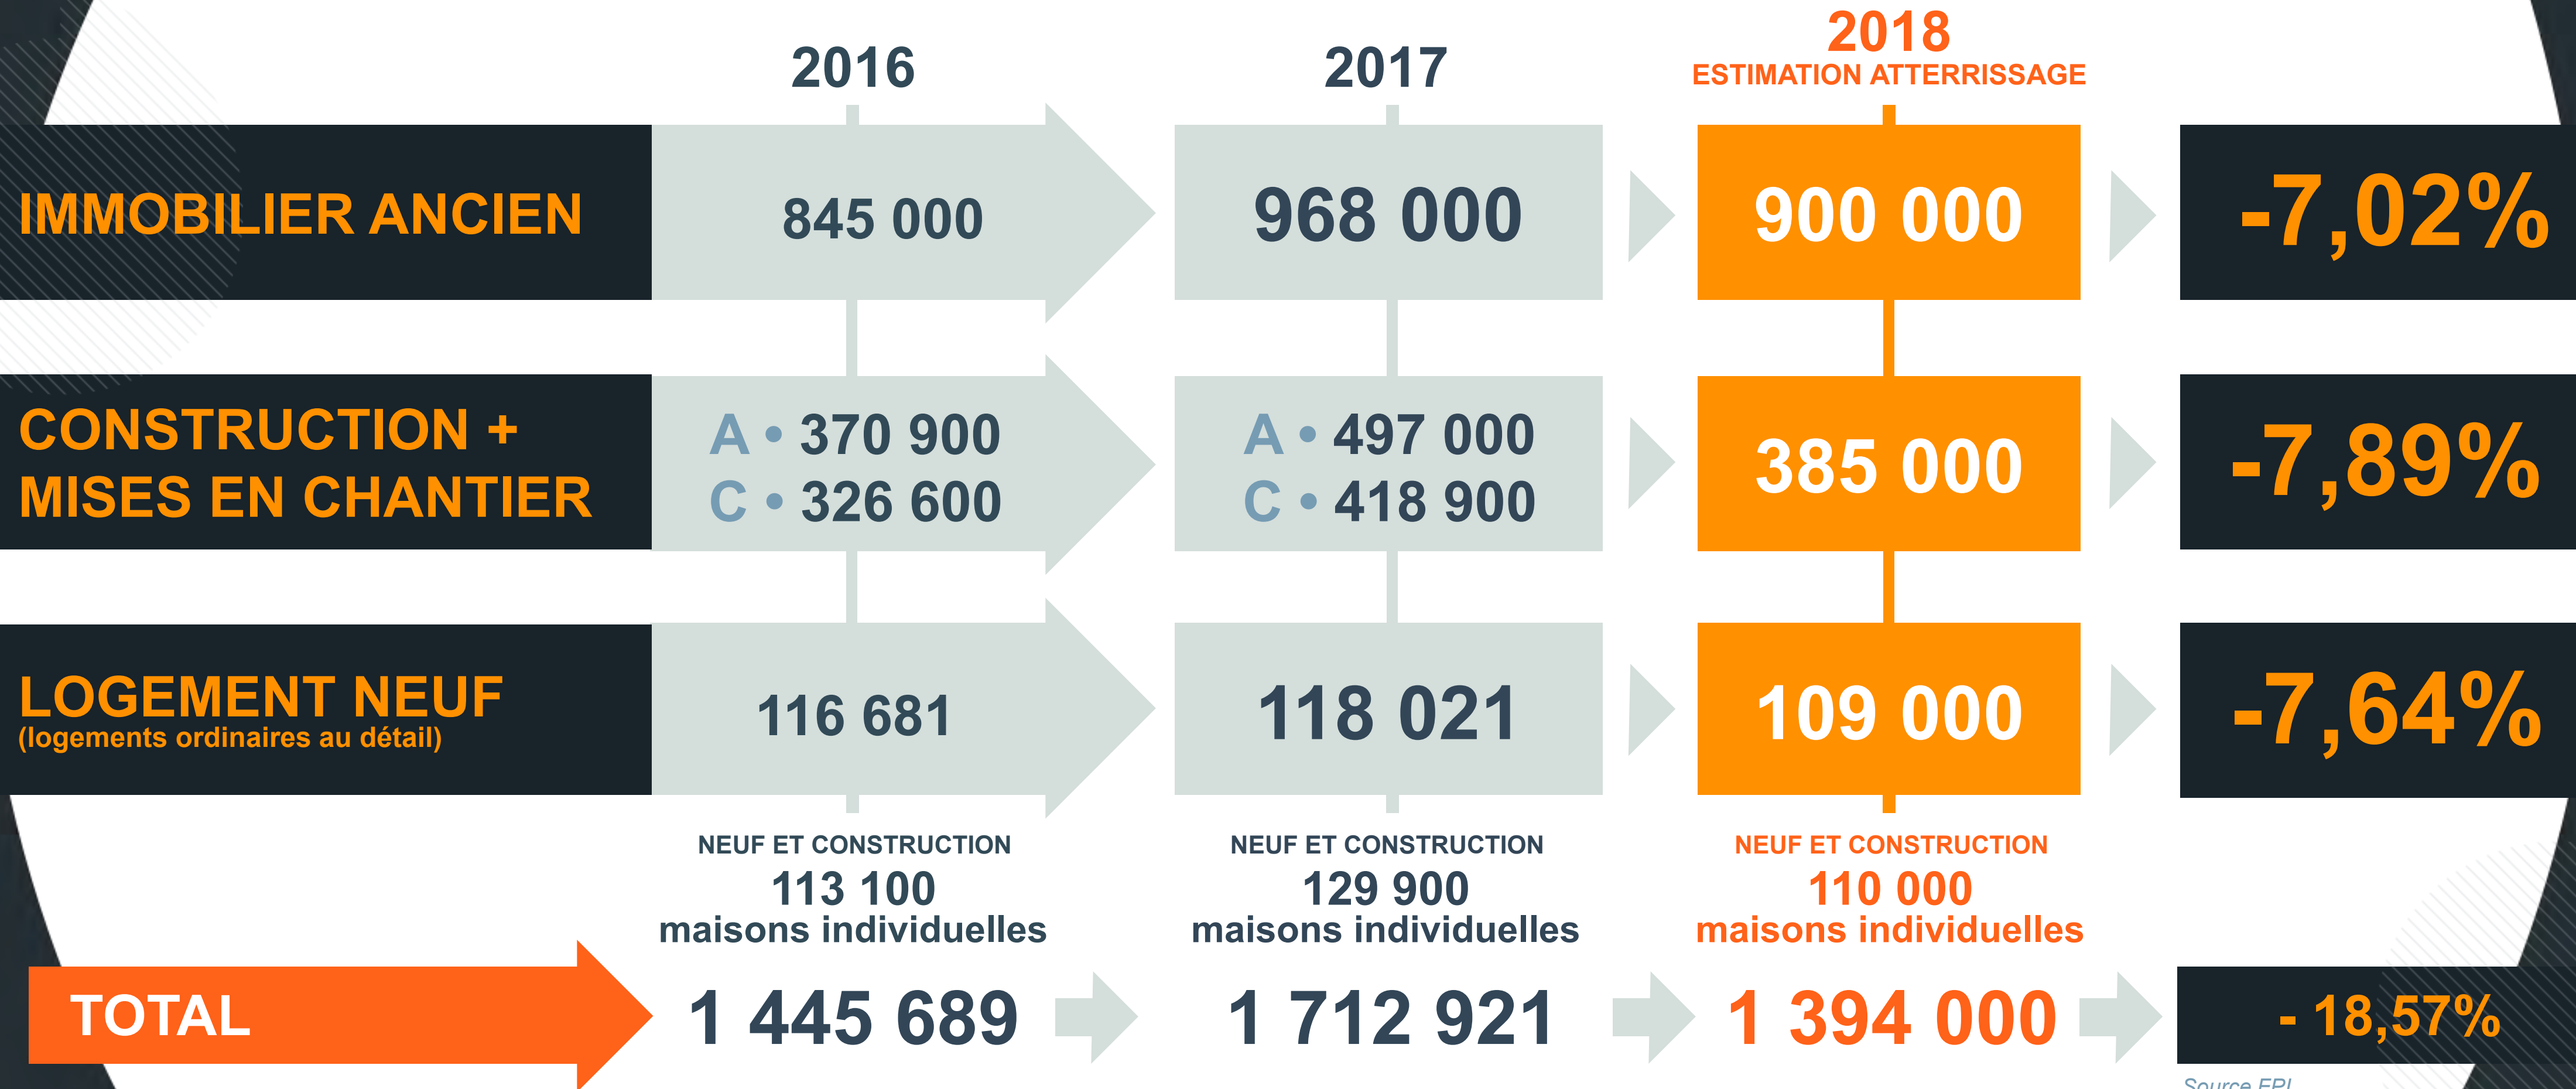 2016
2017
2018
ESTIMATION ATTERRISSAGE
IMMOBILIER ANCIEN
845 000
968 000
900 000
-7,02%
CONSTRUCTION +
MISES EN CHANTIER
A • 370 900
C • 326 600
A • 497 000
C • 418 900
385 000
-7,89%
LOGEMENT NEUF
(logements ordinaires au détail)
116 681
118 021
109 000
-7,64%
NEUF ET CONSTRUCTION
113 100
maisons individuelles
NEUF ET CONSTRUCTION
129 900
maisons individuelles
NEUF ET CONSTRUCTION
110 000
maisons individuelles
TOTAL
1 445 689
1 712 921
1 394 000
- 18,57%
Source